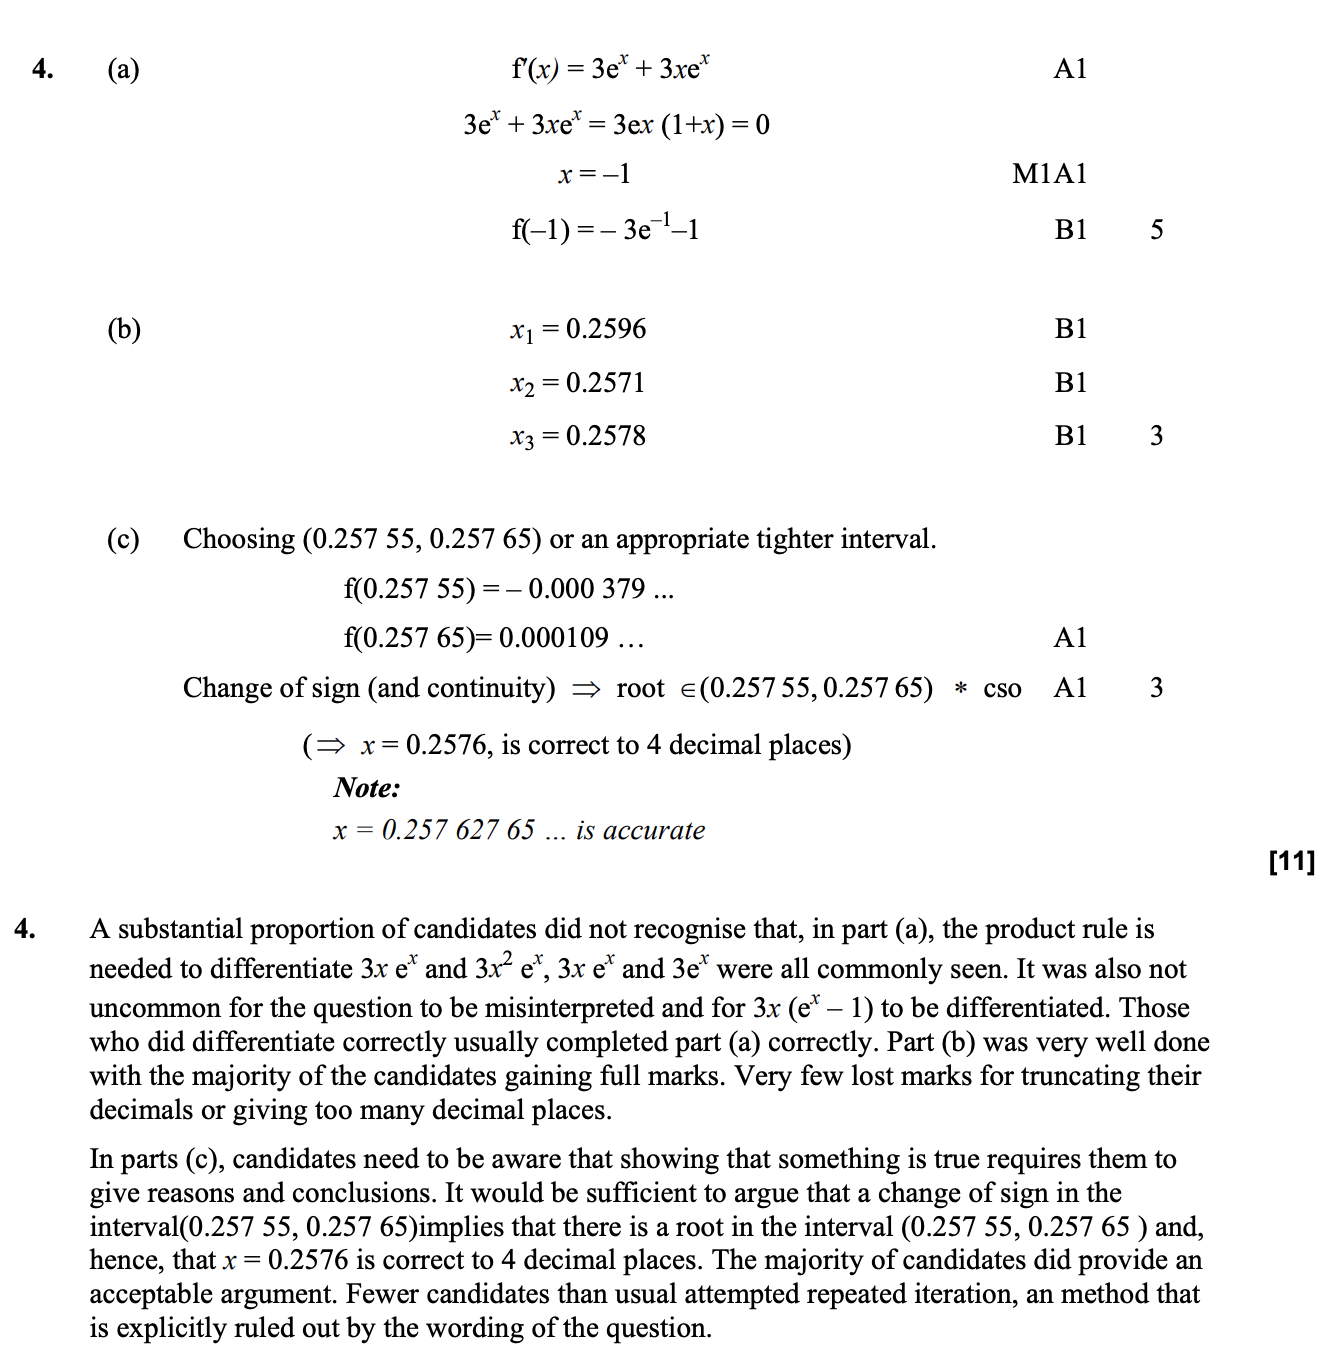 4. (a) f'(x) = 3eˣ + 3xeˣ A1
3eˣ + 3xeˣ = 3ex (1+x) = 0
x = –1 M1A1
f(–1) = – 3e⁻¹–1 B1 5
(b) x₁ = 0.2596 B1
x₂ = 0.2571 B1
x₃ = 0.2578 B1 3
(c) Choosing (0.257 55, 0.257 65) or an appropriate tighter interval.
f(0.257 55) = – 0.000 379 ...
f(0.257 65)= 0.000109 … A1
Change of sign (and continuity) ⇒ root ∈ (0.257 55, 0.257 65) * cso A1 3
(⇒ x = 0.2576, is correct to 4 decimal places)
Note:
x = 0.257 627 65 ... is accurate
[11]
4. A substantial proportion of candidates did not recognise that, in part (a), the product rule is
needed to differentiate 3x eˣ and 3x² eˣ, 3x eˣ and 3eˣ were all commonly seen. It was also not
uncommon for the question to be misinterpreted and for 3x (eˣ – 1) to be differentiated. Those
who did differentiate correctly usually completed part (a) correctly. Part (b) was very well done
with the majority of the candidates gaining full marks. Very few lost marks for truncating their
decimals or giving too many decimal places.
In parts (c), candidates need to be aware that showing that something is true requires them to
give reasons and conclusions. It would be sufficient to argue that a change of sign in the
interval(0.257 55, 0.257 65)implies that there is a root in the interval (0.257 55, 0.257 65 ) and,
hence, that x = 0.2576 is correct to 4 decimal places. The majority of candidates did provide an
acceptable argument. Fewer candidates than usual attempted repeated iteration, an method that
is explicitly ruled out by the wording of the question.